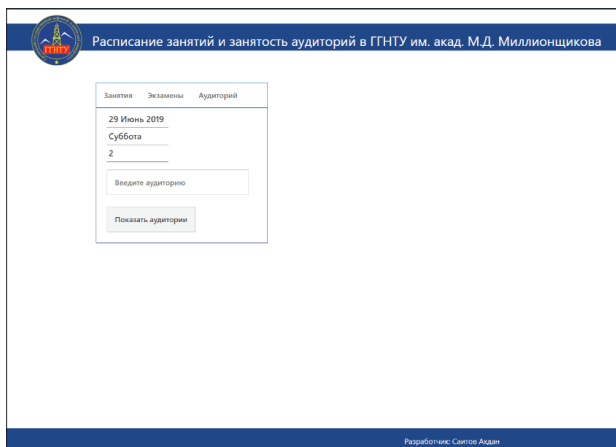 Расписание занятий и занятость аудиторий в ГГНТУ им. акад. М.Д. Миллионщикова
ГГНТУ
Занятия Экзамены Аудиторий
29 Июнь 2019
Суббота
2
Введите аудиторию
Показать аудитории
Разработчик: Саитов Ахдан